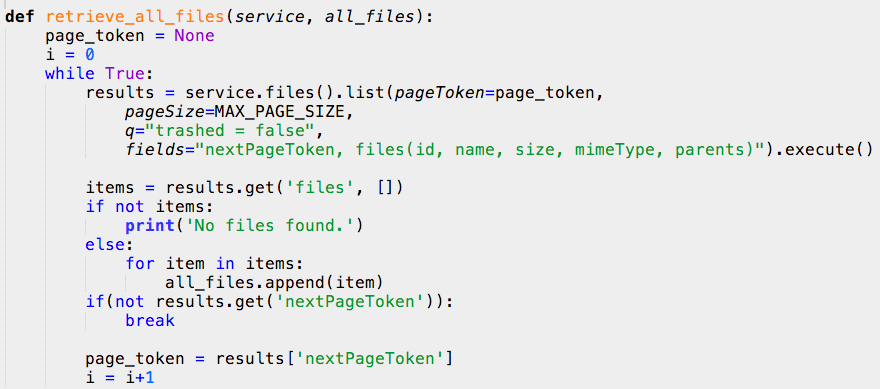 def retrieve_all_files(service, all_files):
    page_token = None
    i = 0
    while True:
        results = service.files().list(pageToken=page_token,
            pageSize=MAX_PAGE_SIZE,
            q="trashed = false",
            fields="nextPageToken, files(id, name, size, mimeType, parents)").execute()

        items = results.get('files', [])
        if not items:
            print('No files found.')
        else:
            for item in items:
                all_files.append(item)
        if(not results.get('nextPageToken')):
            break

        page_token = results['nextPageToken']
        i = i+1